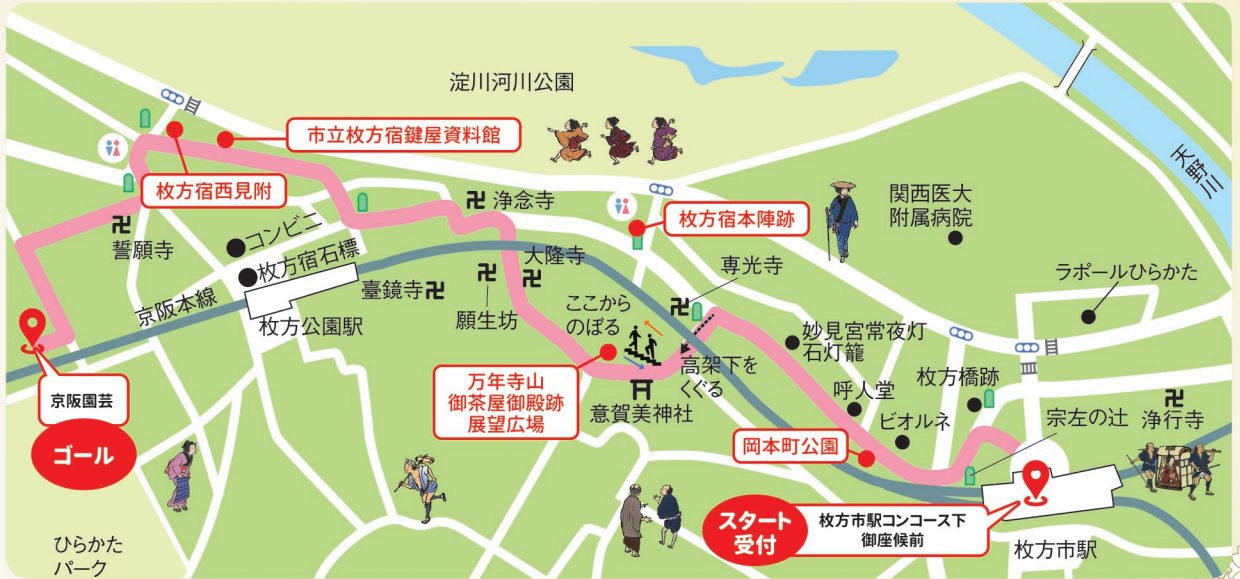 淀川河川公園
天野川
市立枚方宿鍵屋資料館
枚方宿西見附
浄念寺
枚方宿本陣跡
関西医大
附属病院
誓願寺
コンビニ
枚方宿石標
大隆寺
専光寺
ラポールひらかた
京阪本線
枚方公園駅
臺鏡寺
願生坊
ここから
のぼる
妙見宮常夜灯
石灯籠
高架下を
くぐる
京阪園芸
ゴール
万年寺山
御茶屋御殿跡
展望広場
意賀美神社
呼人堂
枚方橋跡
ビオルネ
宗左の辻
浄行寺
岡本町公園
スタート
受付
枚方市駅コンコース下
御座候前
枚方市駅
ひらかた
パーク